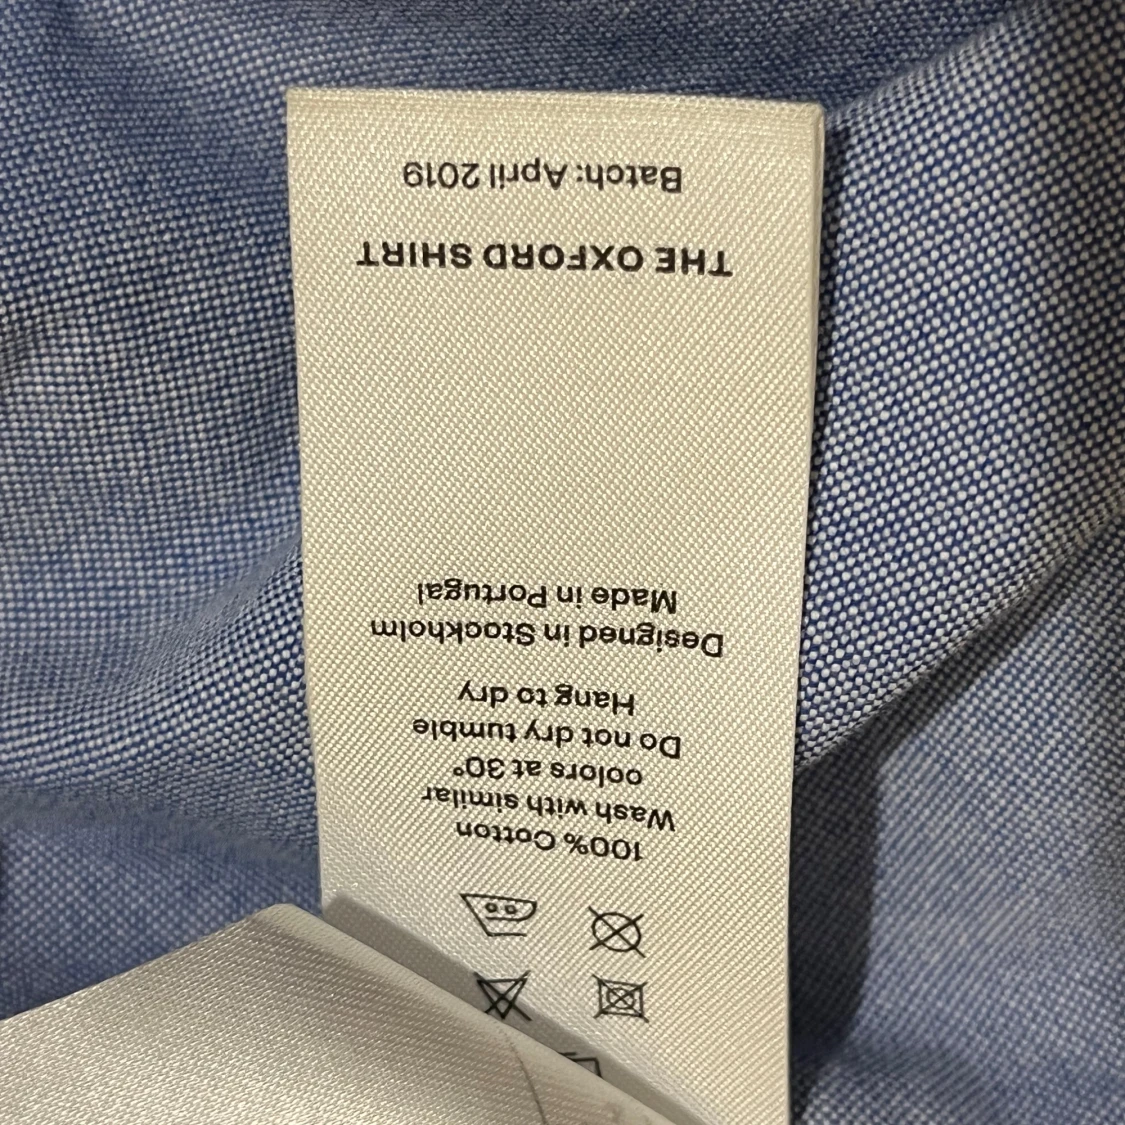 100% Cotton
Wash with similar
colors at 30°
Do not dry tumble
Hang to dry
Designed in Stockholm
Made in Portugal
THE OXFORD SHIRT
Batch: April 2019